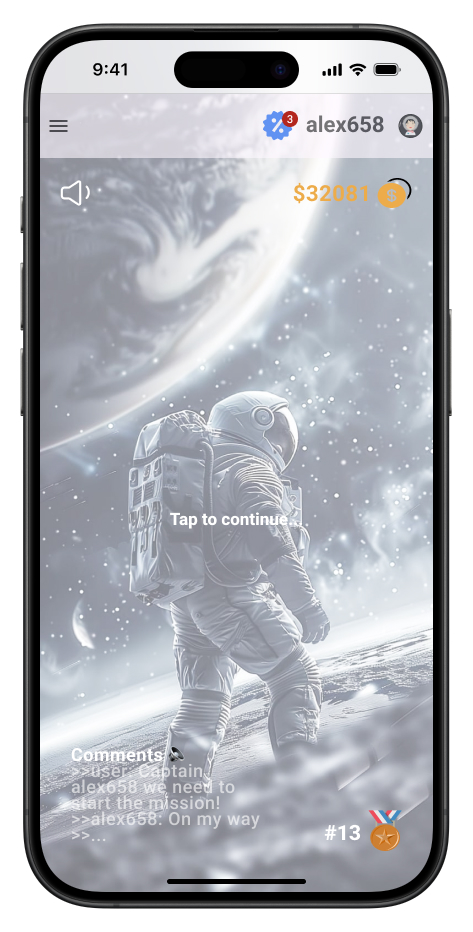 9:41
3
alex658
$32081
Tap to continue...
Comments
>>user: Captain
alex658 we need to
start the mission!
>>alex658: On my way
>>...
#13